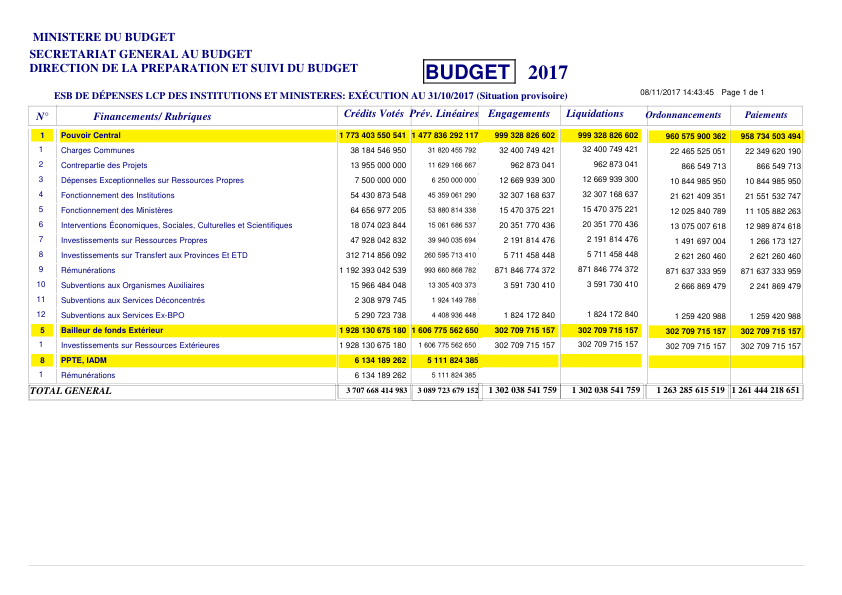 MINISTERE DU BUDGET
SECRETARIAT GENERAL AU BUDGET
DIRECTION DE LA PREPARATION ET SUIVI DU BUDGET
BUDGET 2017
08/11/2017 14:43:45 Page 1 de 1
ESB DE DÉPENSES LCP DES INSTITUTIONS ET MINISTERES: EXÉCUTION AU 31/10/2017 (Situation provisoire)
N° Financements/ Rubriques Crédits Votés Prév. Linéaires Engagements Liquidations Ordonnancements Paiements
1 Pouvoir Central 1 773 403 550 541 1 477 836 292 117 999 328 826 602 999 328 826 602 960 575 900 362 958 734 503 494
1 Charges Communes 38 184 546 950 31 820 455 792 32 400 749 421 32 400 749 421 22 465 525 051 22 349 620 190
2 Contrepartie des Projets 13 955 000 000 11 629 166 667 962 873 041 962 873 041 866 549 713 866 549 713
3 Dépenses Exceptionnelles sur Ressources Propres 7 500 000 000 6 250 000 000 12 669 939 300 12 669 939 300 10 844 985 950 10 844 985 950
4 Fonctionnement des Institutions 54 430 873 548 45 359 061 290 32 307 168 637 32 307 168 637 21 621 409 351 21 551 532 747
5 Fonctionnement des Ministères 64 656 977 205 53 880 814 338 15 470 375 221 15 470 375 221 12 025 840 789 11 105 882 263
6 Interventions Économiques, Sociales, Culturelles et Scientifiques 18 074 023 844 15 061 686 537 20 351 770 436 20 351 770 436 13 075 007 618 12 989 874 618
7 Investissements sur Ressources Propres 47 928 042 832 39 940 035 694 2 191 814 476 2 191 814 476 1 491 697 004 1 266 173 127
8 Investissements sur Transfert aux Provinces Et ETD 312 714 856 092 260 595 713 410 5 711 458 448 5 711 458 448 2 621 260 460 2 621 260 460
9 Rémunérations 1 192 393 042 539 993 660 868 782 871 846 774 372 871 846 774 372 871 637 333 959 871 637 333 959
10 Subventions aux Organismes Auxiliaires 15 966 484 048 13 305 403 373 3 591 730 410 3 591 730 410 2 666 869 479 2 241 869 479
11 Subventions aux Services Déconcentrés 2 308 979 745 1 924 149 788
12 Subventions aux Services Ex-BPO 5 290 723 738 4 408 936 448 1 824 172 840 1 824 172 840 1 259 420 988 1 259 420 988
5 Bailleur de fonds Extérieur 1 928 130 675 180 1 606 775 562 650 302 709 715 157 302 709 715 157 302 709 715 157 302 709 715 157
1 Investissements sur Ressources Extérieures 1 928 130 675 180 1 606 775 562 650 302 709 715 157 302 709 715 157 302 709 715 157 302 709 715 157
8 PPTE, IADM 6 134 189 262 5 111 824 385
1 Rémunérations 6 134 189 262 5 111 824 385
TOTAL GENERAL 3 707 668 414 983 3 089 723 679 152 1 302 038 541 759 1 302 038 541 759 1 263 285 615 519 1 261 444 218 651